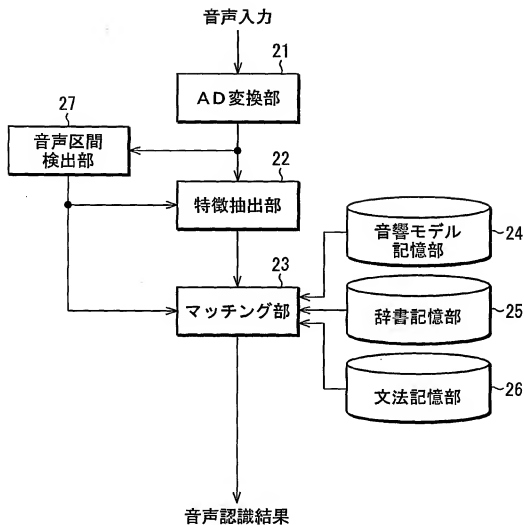 音声入力
21
AD変換部
27
音声区間
検出部
22
特徴抽出部
音響モデル
記憶部
24
23
マッチング部
辞書記憶部
25
文法記憶部
26
音声認識結果